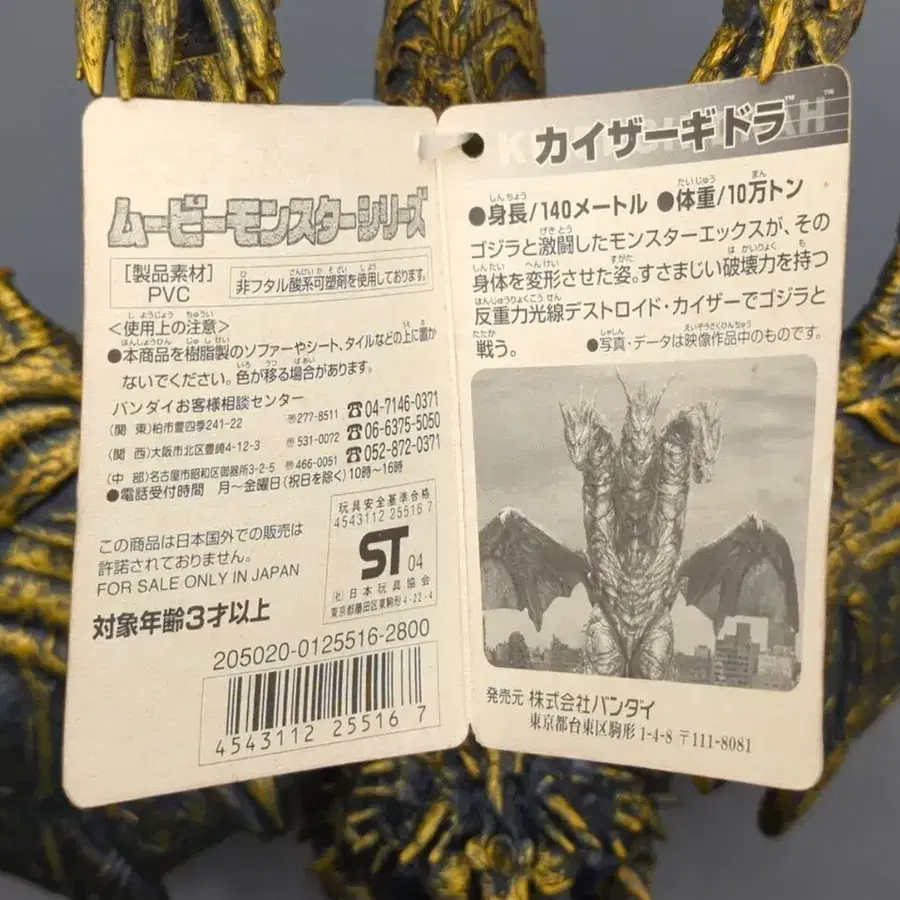 ムービーモンスターシリーズ
［製品素材］
PVC
非フタル酸系可塑剤を使用しております。
＜使用上の注意＞
●本商品を樹脂製のソファーやシート、タイルなどの上に置か
ないでください。色が移る場合があります。
バンダイお客様相談センター
(関 東)柏市豊四季241-22 〒277-8511 ☎04-7146-0371
(関 西)大阪市北区豊崎4-12-3 〒531-0072 ☎06-6375-5050
(中 部)名古屋市昭和区御器所3-2-5 〒466-0051 ☎052-872-0371
●電話受付時間 月～金曜日(祝日を除く)10時～16時
この商品は日本国外での販売は
許諾されておりません。
FOR SALE ONLY IN JAPAN
対象年齢3才以上
玩具安全基準合格
4543112 25516 7
ST 04
(社)日本玩具協会
東京都墨田区東駒形4-22-4
205020-0125516-2800
4543112 255167
カイザーギドラ™
●身長/140メートル ●体重/10万トン
ゴジラと激闘したモンスターエックスが、その
身体を変形させた姿。すさまじい破壊力を持つ
反重力光線デストロイド・カイザーでゴジラと
戦う。
●写真・データは映像作品中のものです。
発売元 株式会社バンダイ
東京都台東区駒形 1-4-8 〒111-8081